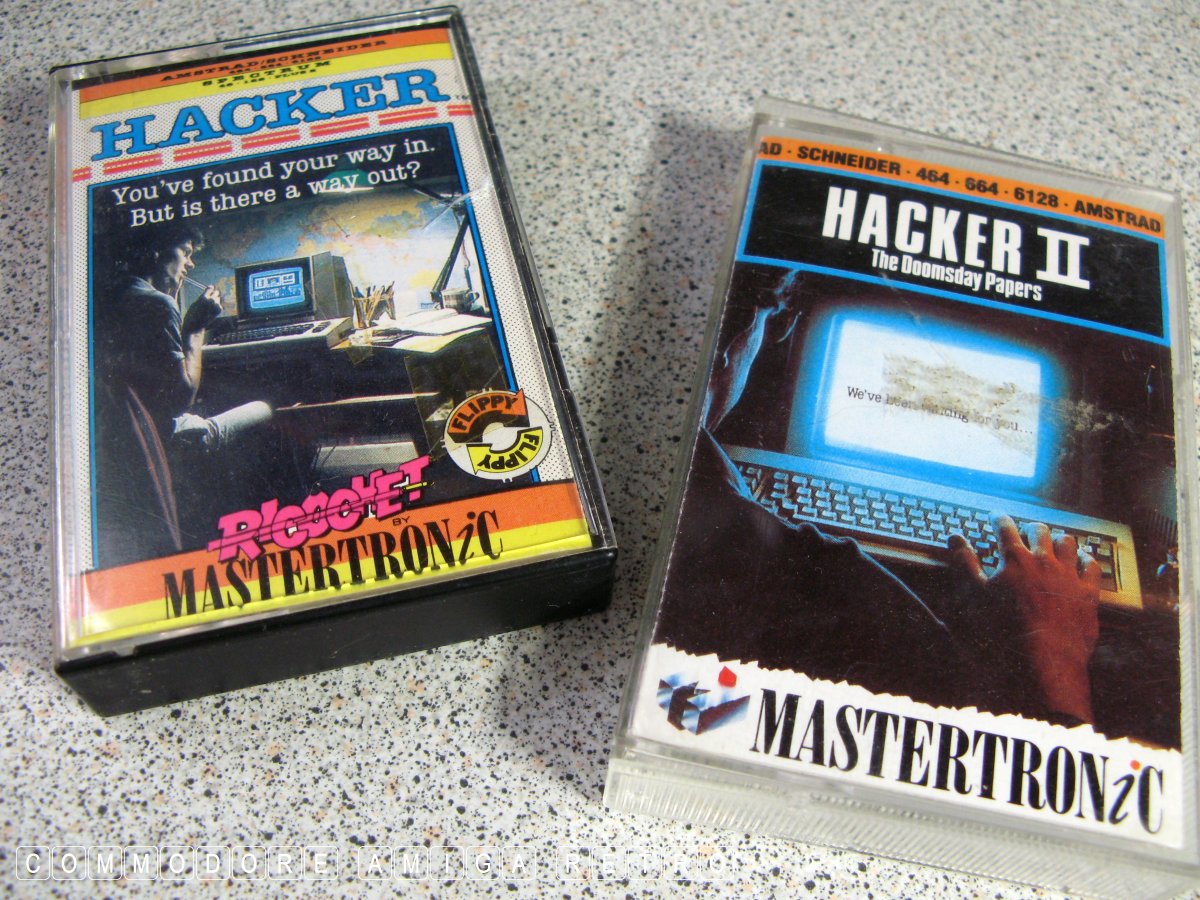 AMSTRAD/SCHNEIDER
SPECTRUM
HACKER
You've found your way in.
But is there a way out?
FLIPPY
FLIPPY
RICOCHET
BY
MASTERTRONiC
AD · SCHNEIDER · 464 · 664 · 6128 · AMSTRAD
HACKER II
The Doomsday Papers
We've been waiting for you...
MASTERTRONiC
COMMODORE AMIGA RETRO